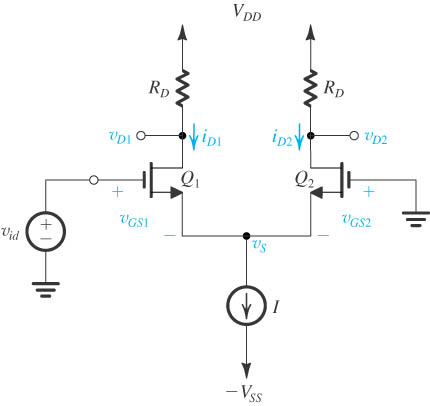 V_DD
R_D R_D
v_D1 i_D1 i_D2 v_D2
Q_1 Q_2
+ +
v_GS1 v_GS2
v_id + −
− v_S −
I
−V_SS